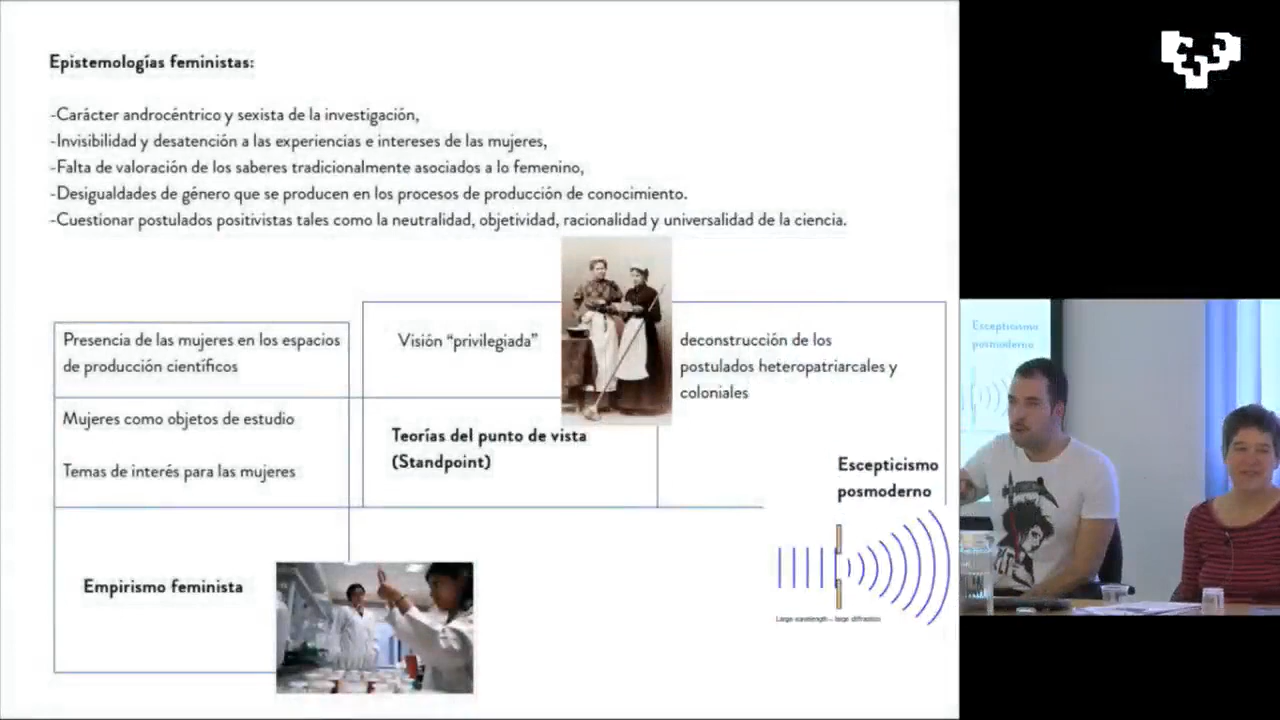 Epistemologías feministas:
-Carácter androcéntrico y sexista de la investigación,
-Invisibilidad y desatención a las experiencias e intereses de las mujeres,
-Falta de valoración de los saberes tradicionalmente asociados a lo femenino,
-Desigualdades de género que se producen en los procesos de producción de conocimiento.
-Cuestionar postulados positivistas tales como la neutralidad, objetividad, racionalidad y universalidad de la ciencia.
Presencia de las mujeres en los espacios
de producción científicos
Mujeres como objetos de estudio
Temas de interés para las mujeres
Empirismo feminista
Visión “privilegiada”
Teorías del punto de vista
(Standpoint)
deconstrucción de los
postulados heteropatriarcales y
coloniales
Escepticismo
posmoderno
Large wavelength – large diffraction
Escepticismo
posmoderno